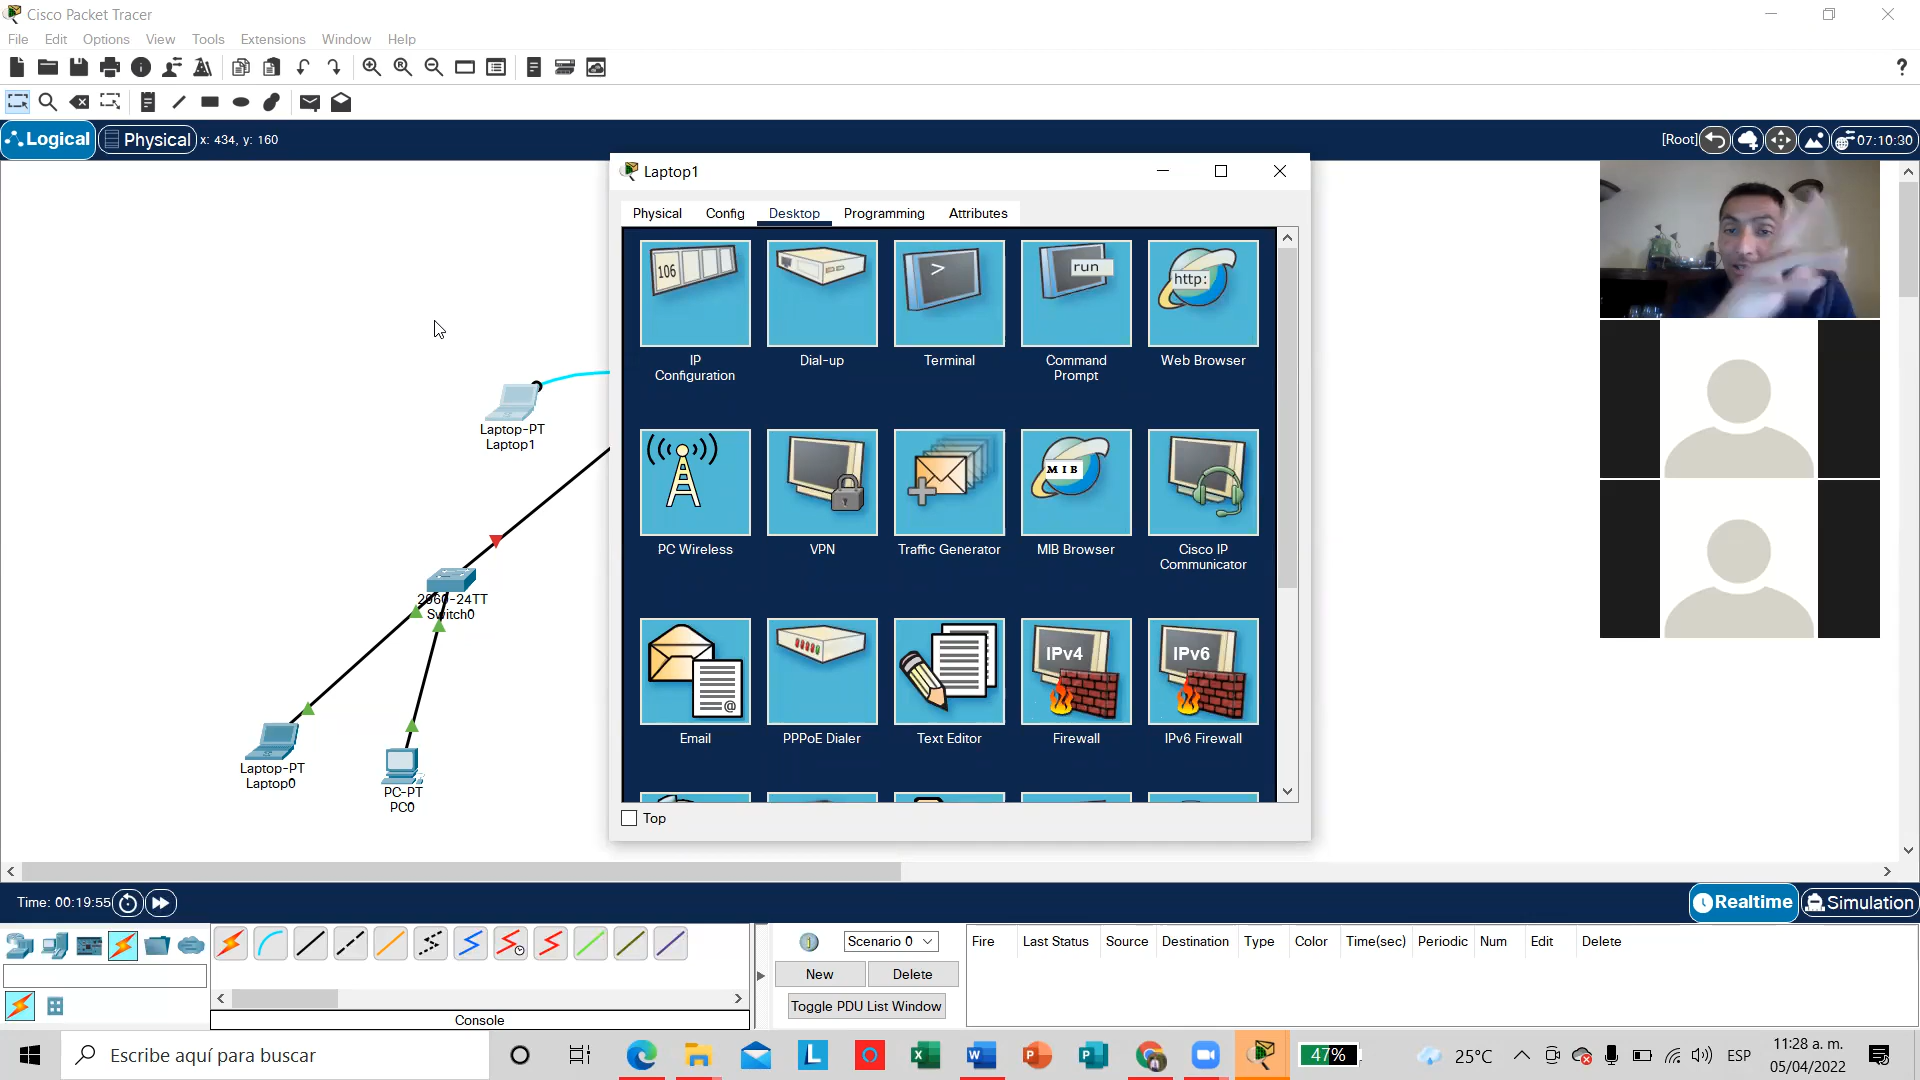 Cisco Packet Tracer
File Edit Options View Tools Extensions Window Help
?
Logical Physical x: 434, y: 160
[Root] 07:10:30
Laptop1
Physical Config Desktop Programming Attributes
106
>
run
http:
IP Configuration
Dial-up
Terminal
Command Prompt
Web Browser
MIB
PC Wireless
VPN
Traffic Generator
MIB Browser
Cisco IP Communicator
@
IPv4
IPv6
Email
PPPoE Dialer
Text Editor
Firewall
IPv6 Firewall
Top
Laptop-PT
Laptop1
2960-24TT
Switch0
Laptop-PT
Laptop0
PC-PT
PC0
Time: 00:19:55
Realtime Simulation
Scenario 0
New Delete
Toggle PDU List Window
Fire Last Status Source Destination Type Color Time(sec) Periodic Num Edit Delete
Console
Escribe aquí para buscar
47%
25°C
ESP
11:28 a. m.
05/04/2022